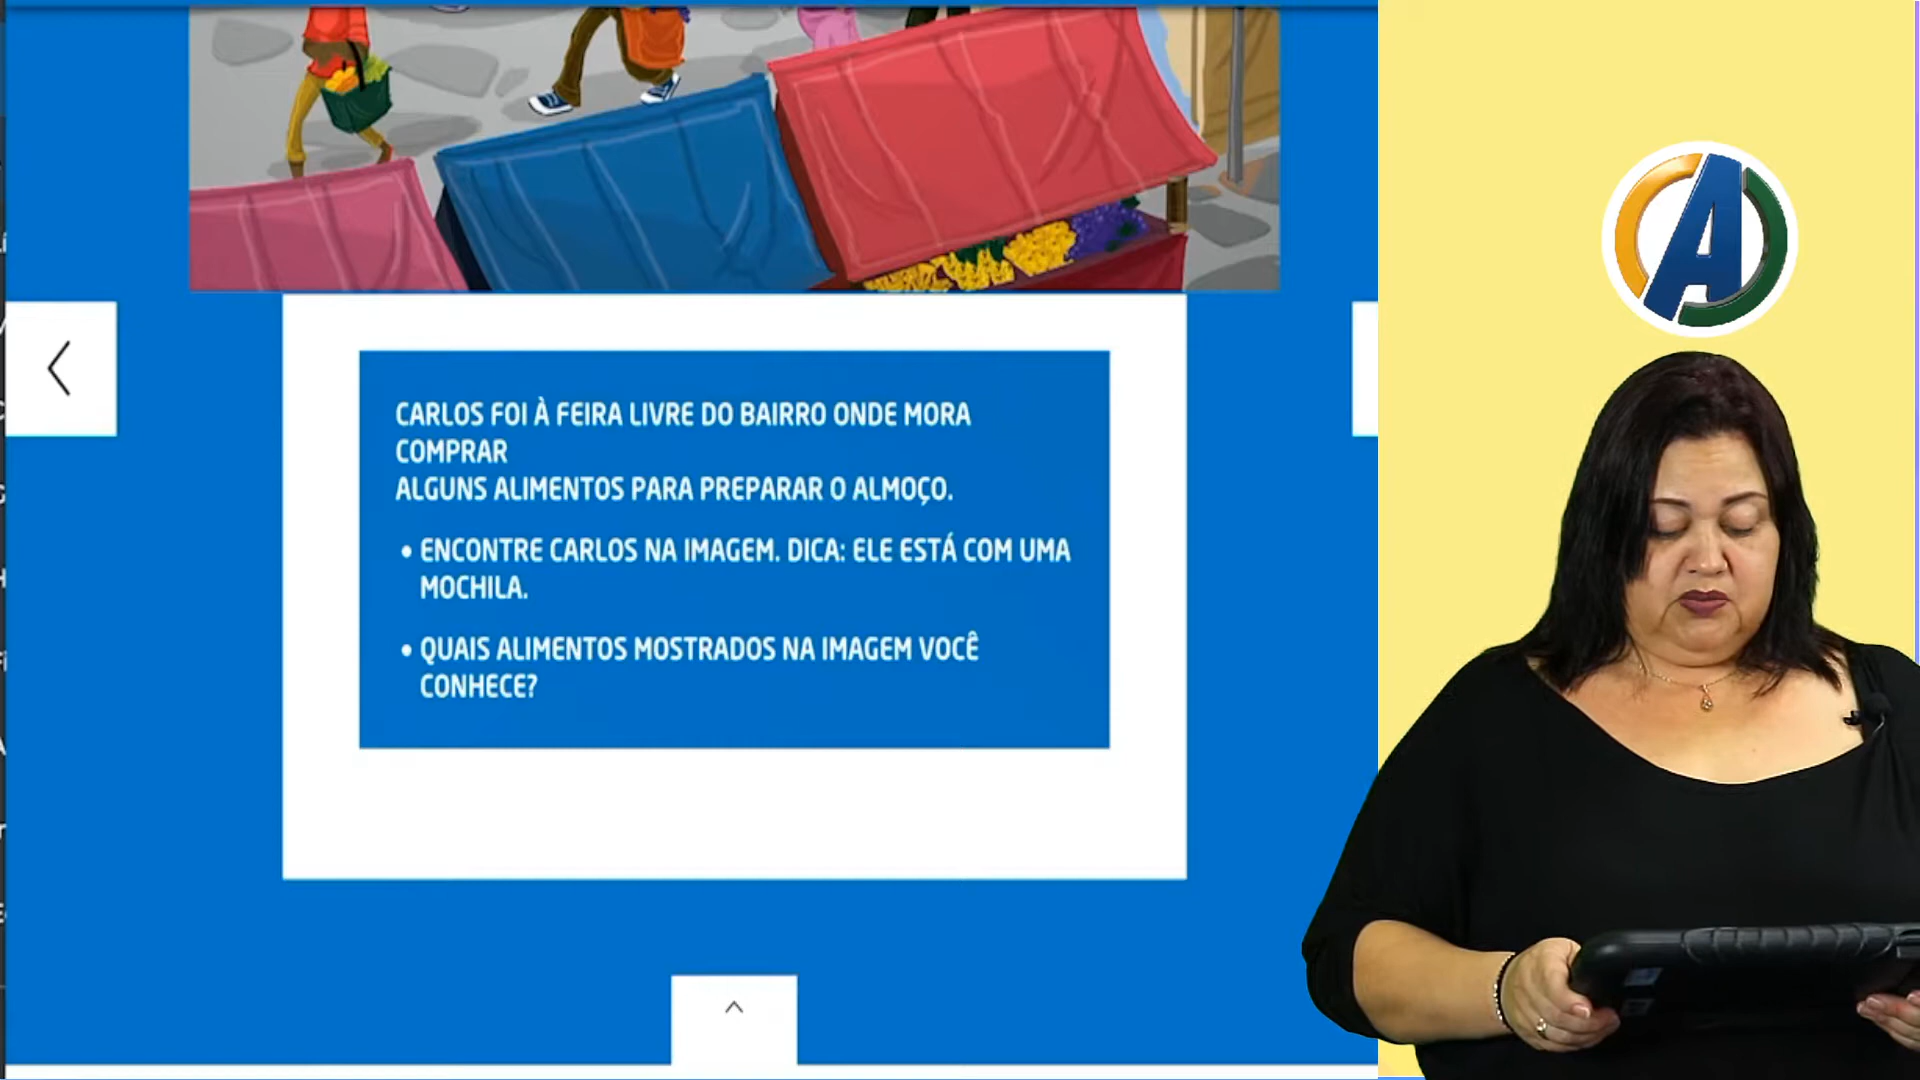 CARLOS FOI À FEIRA LIVRE DO BAIRRO ONDE MORA
COMPRAR
ALGUNS ALIMENTOS PARA PREPARAR O ALMOÇO.
• ENCONTRE CARLOS NA IMAGEM. DICA: ELE ESTÁ COM UMA
MOCHILA.
• QUAIS ALIMENTOS MOSTRADOS NA IMAGEM VOCÊ
CONHECE?
A